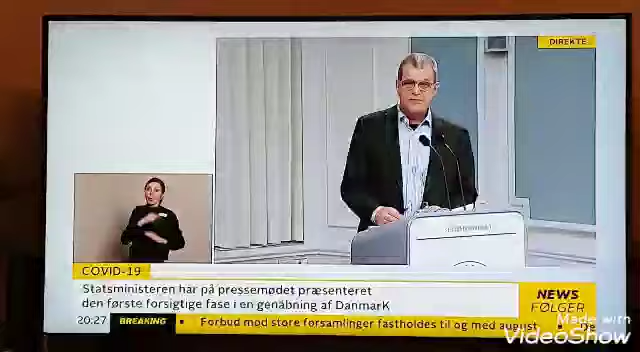 DIREKTE
COVID-19
Statsministeren har på pressemødet præsenteret
den første forsigtige fase i en genåbning af Danmark
NEWS
FØLGER
20:27 BREAKING Forbud mod store forsamlinger fastholdes til og med august
Made with
VideoShow